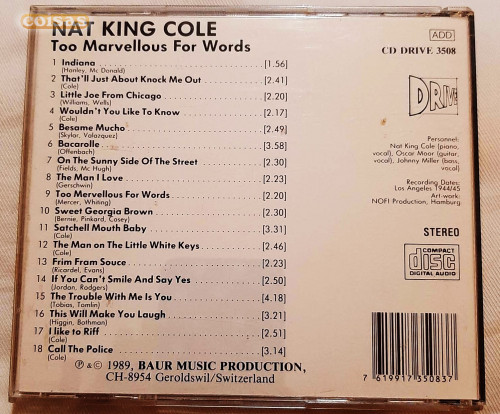 coisas
NAT KING COLE
Too Marvellous For Words
ADD
CD DRIVE 3508
1 Indiana [1.56]
(Hanley, Mc Donald)
2 That'll Just About Knock Me Out [2.41]
(Cole)
3 Little Joe From Chicago [2.20]
(Williams, Wells)
4 Wouldn't You Like To Know [2.17]
(Cole)
5 Besame Mucho [2.49]
(Skylar, Valazquez)
6 Bacarolle [3.58]
(Offenbach)
7 On The Sunny Side Of The Street [2.30]
(Fields, Mc Hugh)
8 The Man I Love [2.23]
(Gerschwin)
9 Too Marvellous For Words [2.20]
(Mercer, Whiting)
10 Sweet Georgia Brown [2.30]
(Bernie, Pinkard, Casey)
11 Satchell Mouth Baby [3.31]
(Cole)
12 The Man on The Little White Keys [2.46]
(Cole)
13 Frim Fram Souce [2.23]
(Ricardel, Evans)
14 If You Can't Smile And Say Yes [2.50]
(Jordan, Rodgers)
15 The Trouble With Me Is You [4.18]
(Tobias, Tomlin)
16 This Will Make You Laugh [3.21]
(Higgin, Bothman)
17 I like to Riff [2.51]
(Cole)
18 Call The Police [3.14]
(Cole)
DRIVE
Personnel:
Nat King Cole (piano,
vocal), Oscar Moor (guitar,
vocal), Johnny Miller (bass,
vocal)
Recording Dates:
Los Angeles 1944/45
Art-work:
NOFI Production, Hamburg
STEREO
COMPACT
disc
DIGITAL AUDIO
℗ & © 1989, BAUR MUSIC PRODUCTION,
CH-8954 Geroldswil/Switzerland
7 619917 350837